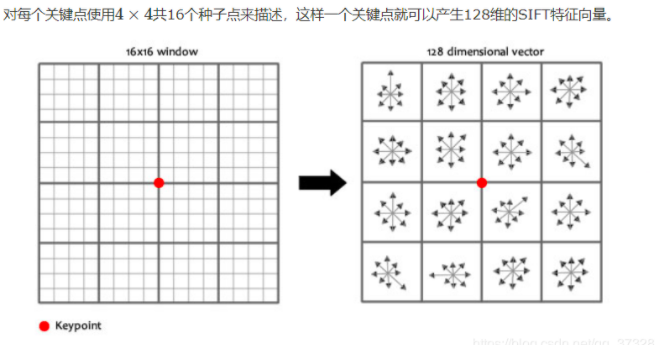 对每个关键点使用4 × 4共16个种子点来描述，这样一个关键点就可以产生128维的SIFT特征向量。
16x16 window
128 dimensional vector
Keypoint